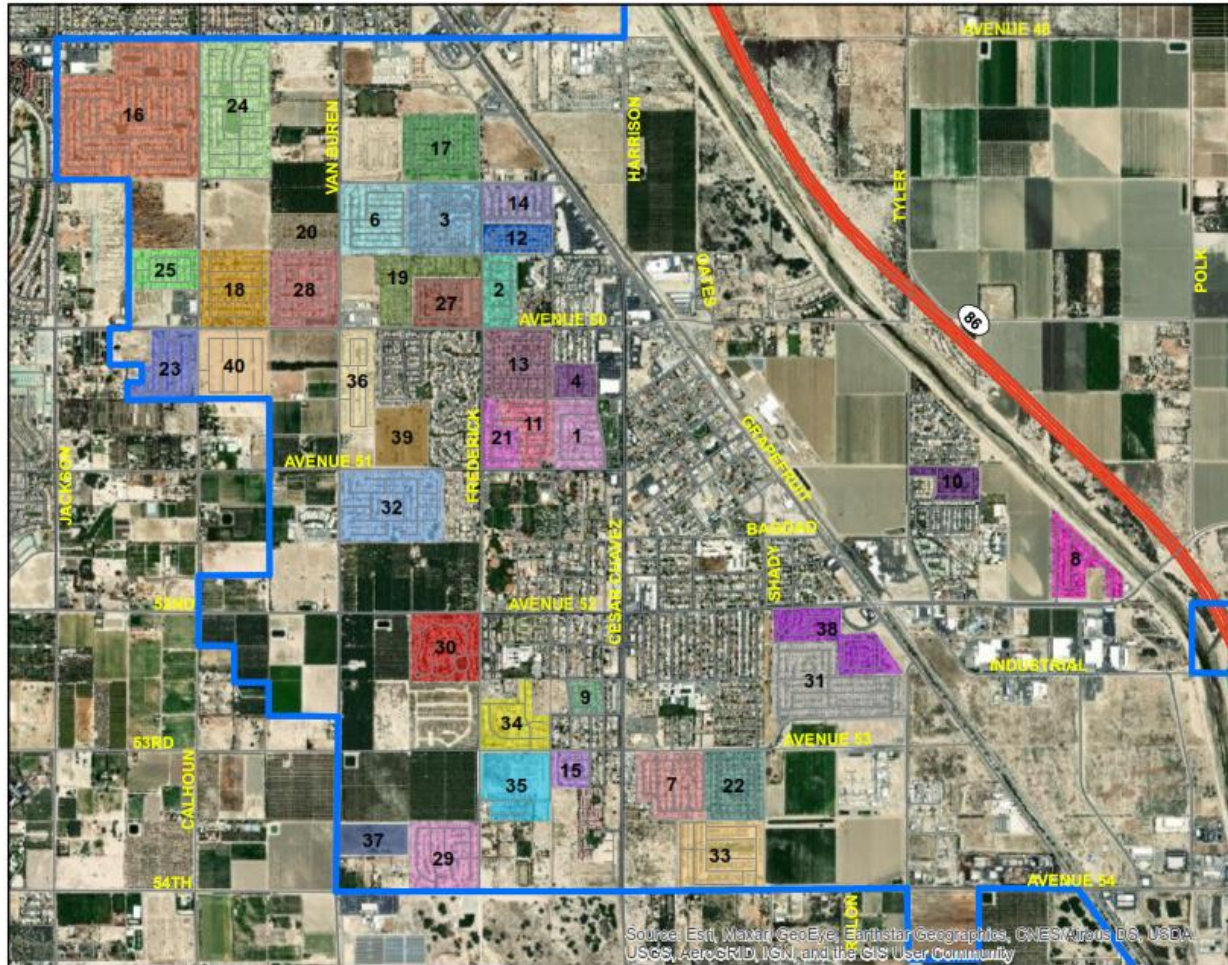 AVENUE 48
16
24
VAN BUREN
17
HARRISON
TYLER
6
3
14
12
20
25
18
28
19
27
2
AVENUE 50
OATES
POLK
86
23
40
36
13
4
39
FREDERICK
21
11
1
AVENUE 51
GRAPEFRUIT
JACKSON
32
10
BAGDAD
CESAR CHAVEZ
SHADY
8
52ND
AVENUE 52
30
38
INDUSTRIAL
31
9
34
53RD
AVENUE 53
CALHOUN
35
15
7
22
37
29
33
54TH
AVENUE 54
Source: Esri, Maxar, GeoEye, Earthstar Geographics, CNES/Airbus DS, USDA,
USGS, AeroGRID, IGN, and the GIS User Community